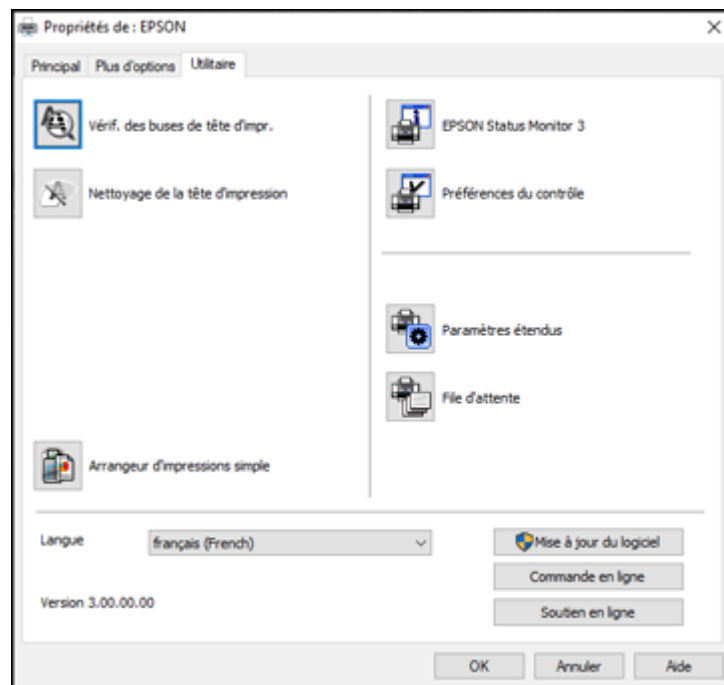 Propriétés de : EPSON
Principal Plus d'options Utilitaire
Vérif. des buses de tête d'impr.
EPSON Status Monitor 3
Nettoyage de la tête d'impression
Préférences du contrôle
Paramètres étendus
File d'attente
Arrangeur d'impressions simple
Langue
français (French)
Mise à jour du logiciel
Commande en ligne
Version 3.00.00.00
Soutien en ligne
OK Annuler Aide